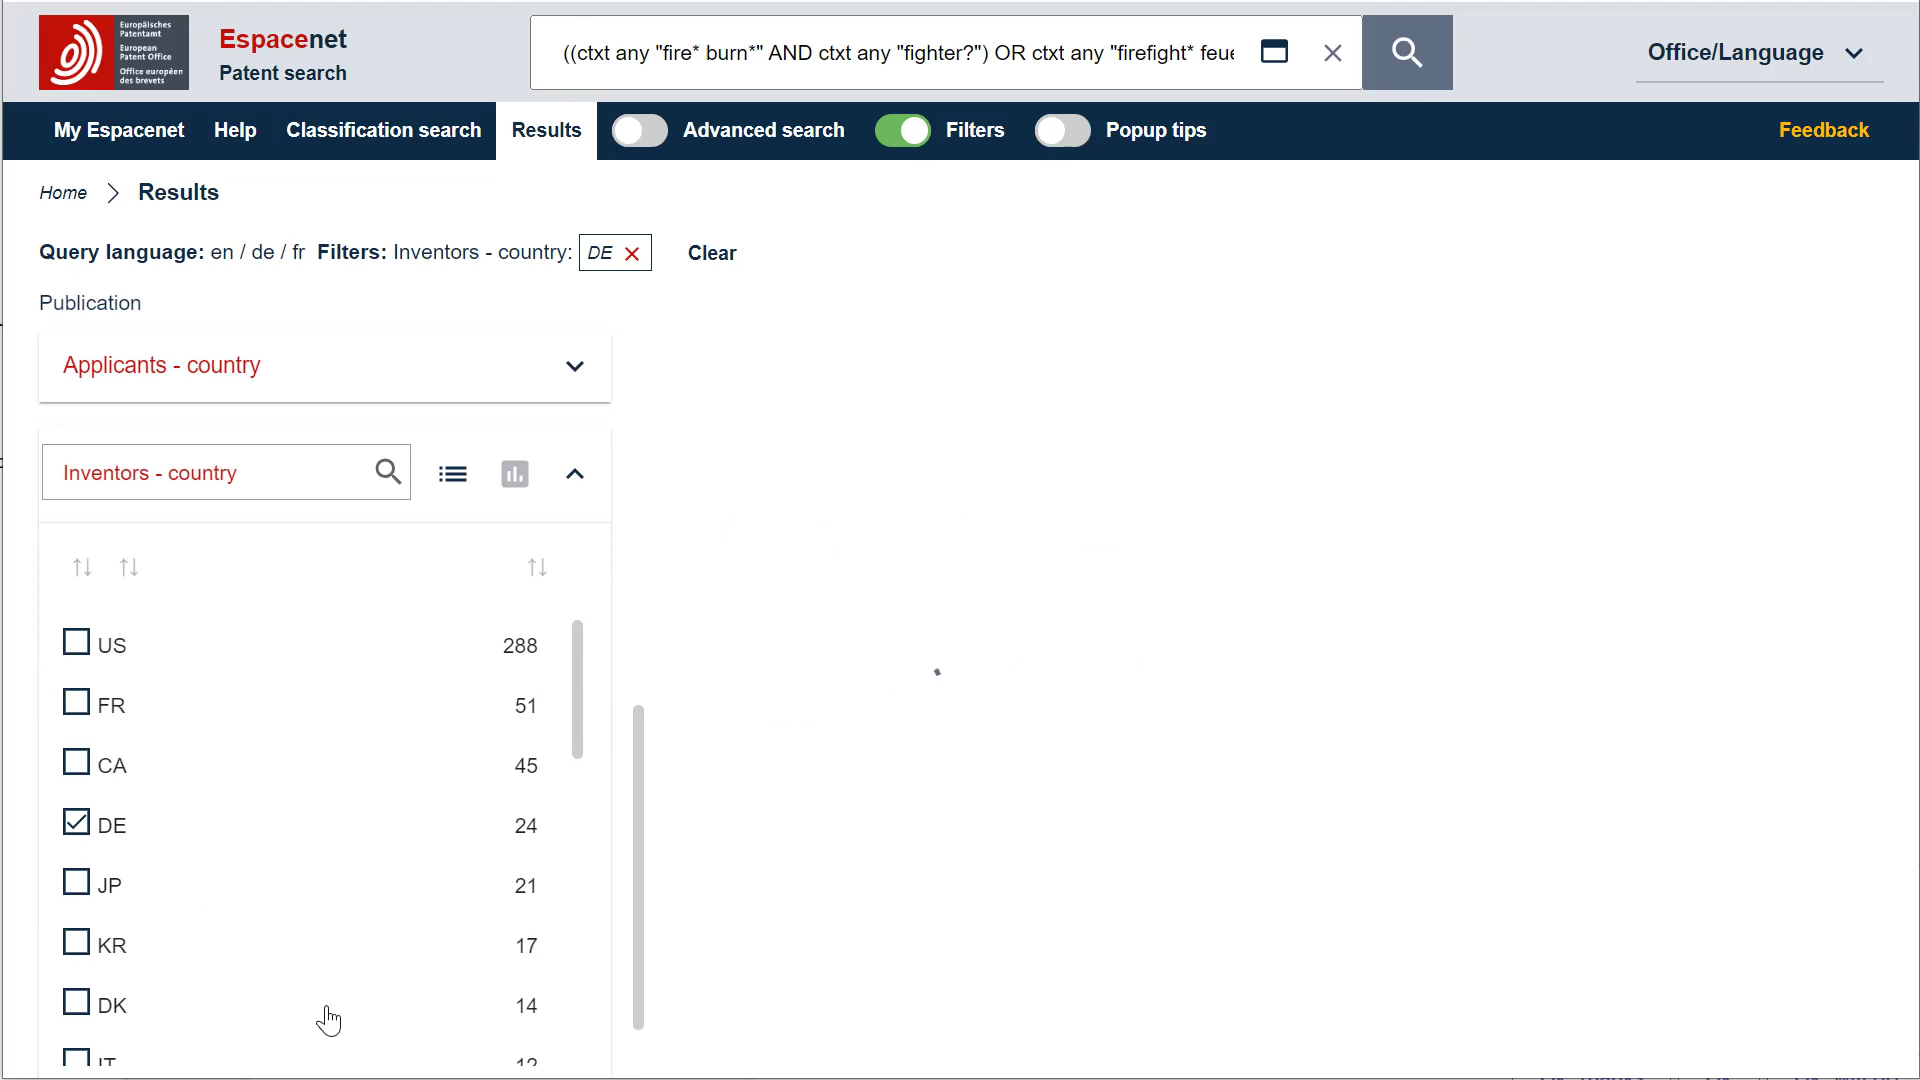 Europäisches
Patentamt
European
Patent Office
Office européen
des brevets
Espacenet
Patent search
((ctxt any "fire* burn*" AND ctxt any "fighter?") OR ctxt any "firefight* feue
Office/Language
My Espacenet Help Classification search Results Advanced search Filters Popup tips Feedback
Home Results
Query language: en / de / fr Filters: Inventors - country: DE Clear
Publication
Applicants - country
Inventors - country
US 288
FR 51
CA 45
DE 24
JP 21
KR 17
DK 14
IT 12